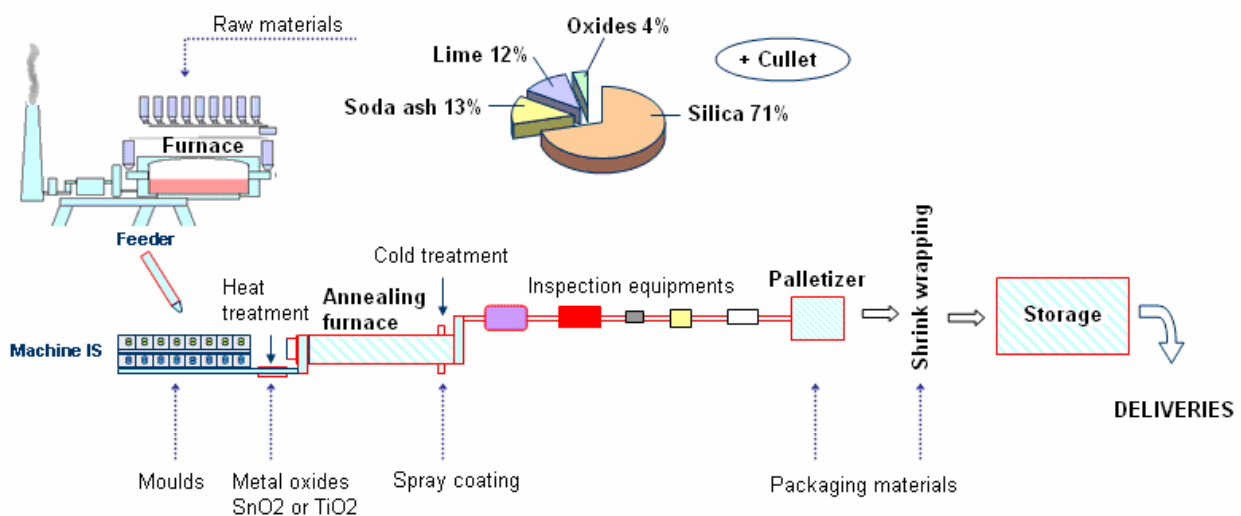 Raw materials
Oxides 4%
Lime 12%
+ Cullet
Soda ash 13%
Silica 71%
Furnace
Feeder
Cold treatment
Heat
treatment
Annealing
furnace
Inspection equipments
Palletizer
Shrink wrapping
Storage
Machine IS
DELIVERIES
Moulds
Metal oxides
SnO2 or TiO2
Spray coating
Packaging materials